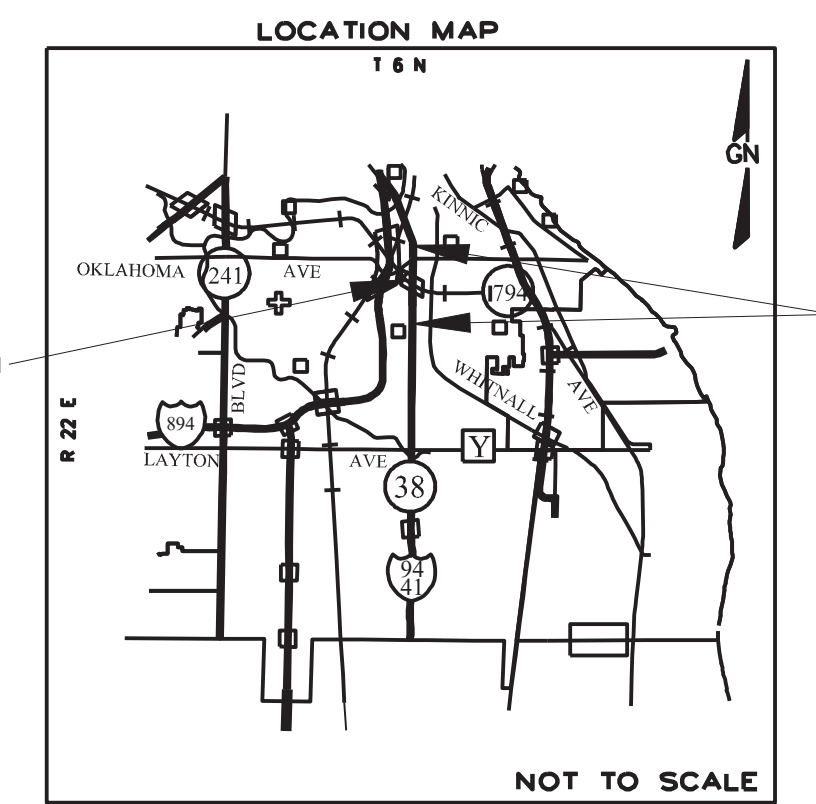 LOCATION MAP
T 6 N
GN
KINNIC
OKLAHOMA
241
AVE
I794
BLVD
WHITNALL
AVE
R 22 E
894
LAYTON
AVE
Y
38
94
41
NOT TO SCALE